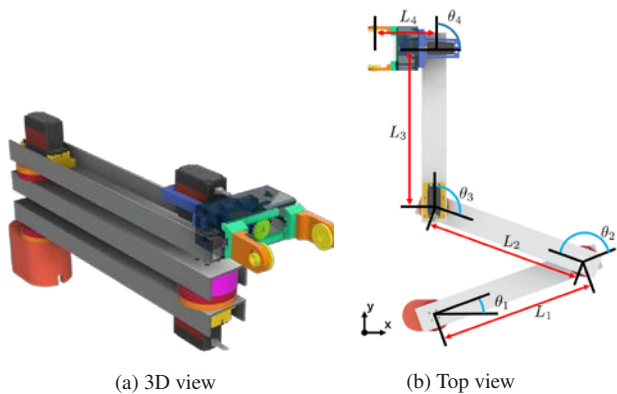 L₄
θ₄
L₃
θ₃
θ₂
L₂
θ₁
L₁
y
x
(a) 3D view
(b) Top view